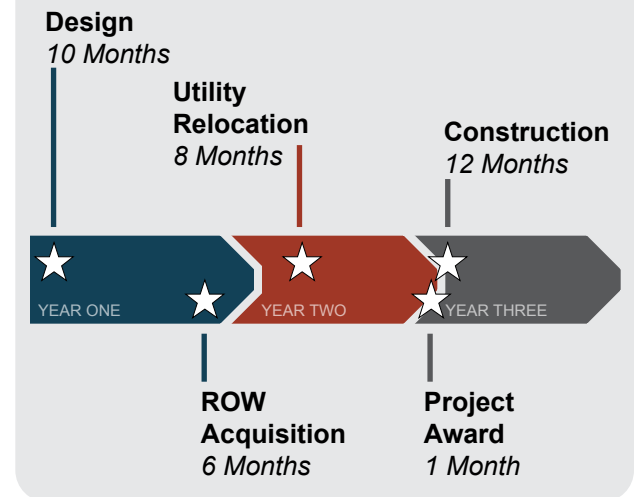 Design
10 Months
Utility
Relocation
8 Months
Construction
12 Months
YEAR ONE
YEAR TWO
YEAR THREE
ROW
Acquisition
6 Months
Project
Award
1 Month